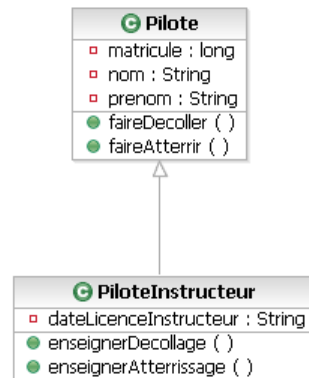 Pilote
matricule : long
nom : String
prenom : String
faireDecoller ( )
faireAtterrir ( )
PiloteInstructeur
dateLicenceInstructeur : String
enseignerDecollage ( )
enseignerAtterrissage ( )